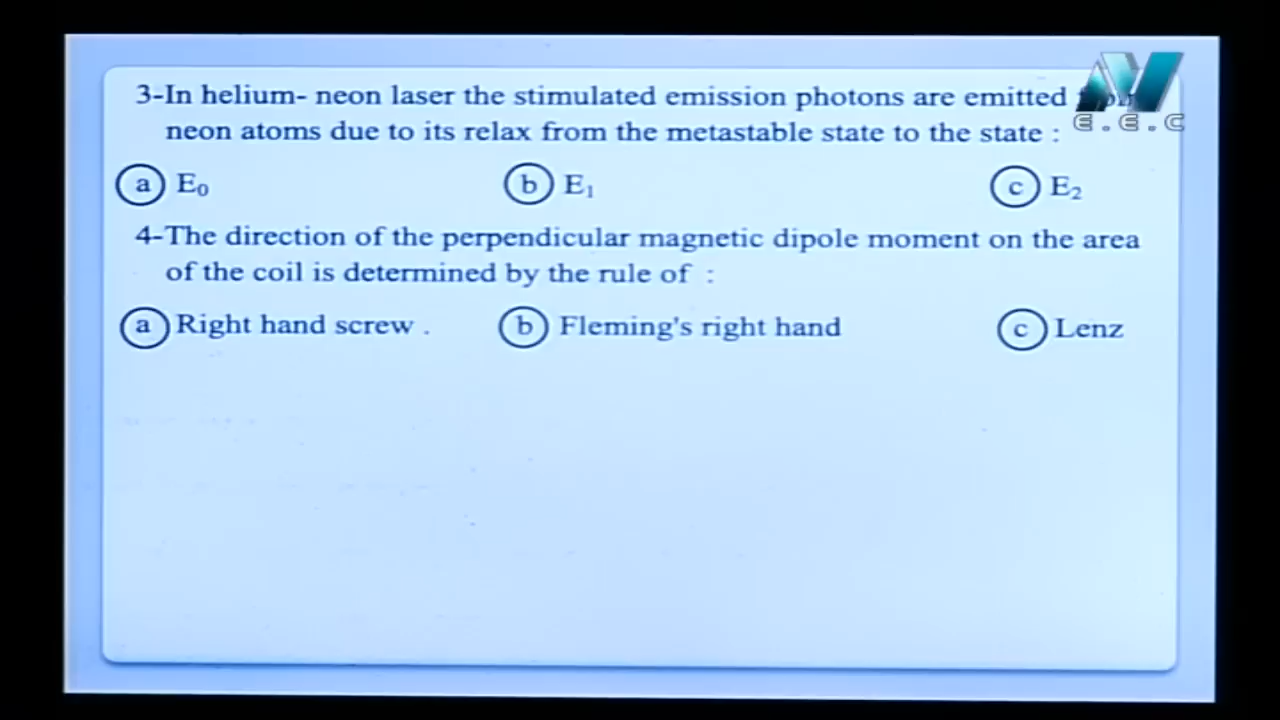 3-In helium- neon laser the stimulated emission photons are emitted
neon atoms due to its relax from the metastable state to the state :
a E₀
b E₁
c E₂
4-The direction of the perpendicular magnetic dipole moment on the area
of the coil is determined by the rule of :
a Right hand screw .
b Fleming's right hand
c Lenz
E.E.C